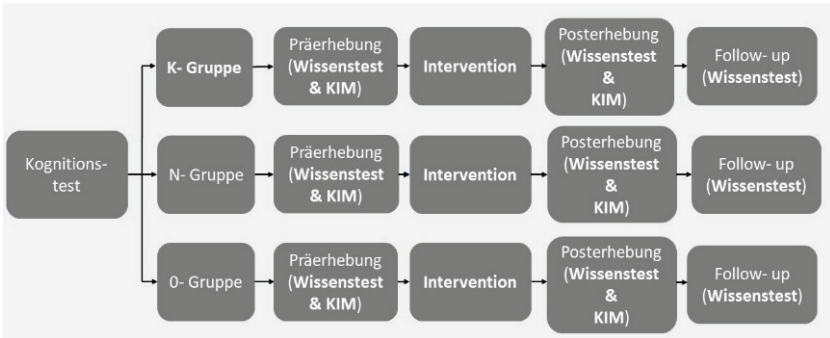 Kognitions-
test
K- Gruppe
Präerhebung
(Wissenstest
& KIM)
Intervention
Posterhebung
(Wissenstest
&
KIM)
Follow- up
(Wissenstest)
N- Gruppe
Präerhebung
(Wissenstest
& KIM)
Intervention
Posterhebung
(Wissenstest
&
KIM)
Follow- up
(Wissenstest)
0- Gruppe
Präerhebung
(Wissenstest
& KIM)
Intervention
Posterhebung
(Wissenstest
&
KIM)
Follow- up
(Wissenstest)